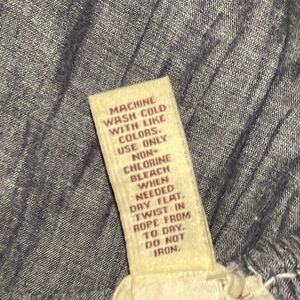 MACHINE
WASH COLD
WITH LIKE
COLORS.
USE ONLY
NON-
CHLORINE
BLEACH
WHEN
NEEDED
DRY FLAT.
TWIST IN
ROPE FROM
TO DRY.
DO NOT
IRON.